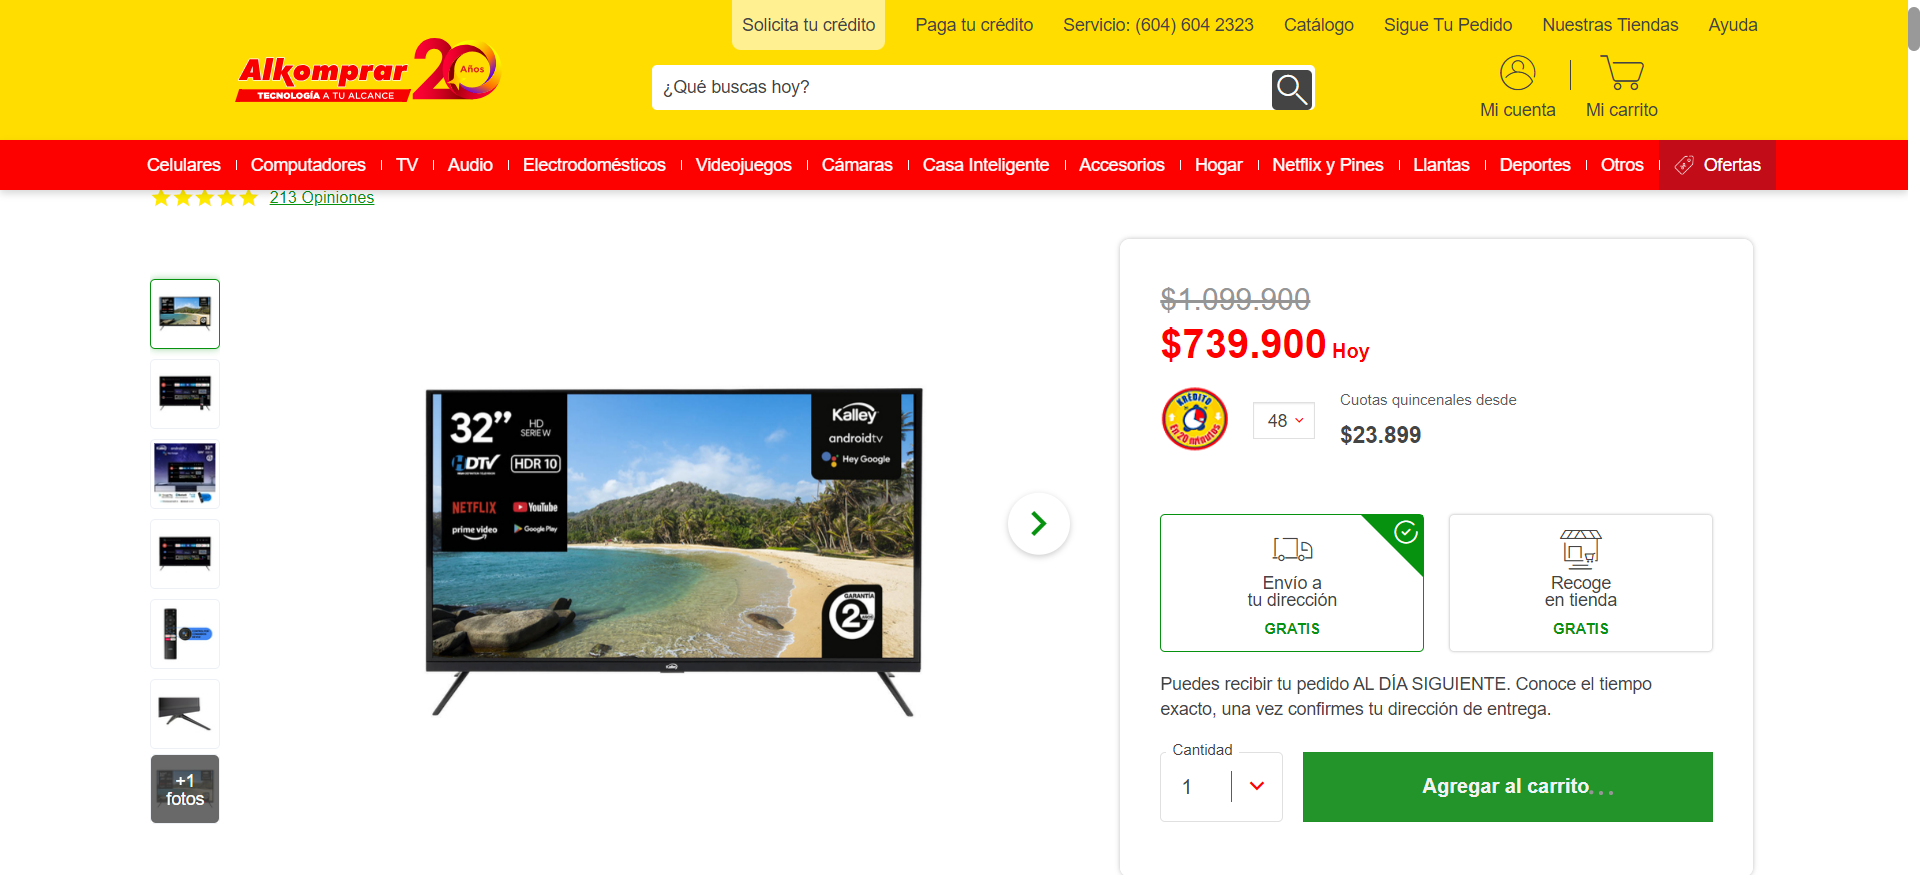 Solicita tu crédito
Paga tu crédito
Servicio: (604) 604 2323
Catálogo
Sigue Tu Pedido
Nuestras Tiendas
Ayuda
Alkomprar 20 Años
TECNOLOGÍA A TU ALCANCE
¿Qué buscas hoy?
Mi cuenta
Mi carrito
Celulares
Computadores
TV
Audio
Electrodomésticos
Videojuegos
Cámaras
Casa Inteligente
Accesorios
Hogar
Netflix y Pines
Llantas
Deportes
Otros
Ofertas
213 Opiniones
+1
fotos
32”
HD
SERIE W
HDTV
HDR 10
NETFLIX
YouTube
prime video
Google Play
Kalley
androidtv
Hey Google
GARANTÍA
2
Kalley
$1.099.900
$739.900 Hoy
KREDITO
En 20 minutos
48
Cuotas quincenales desde
$23.899
Envío a
tu dirección
GRATIS
Recoge
en tienda
GRATIS
Puedes recibir tu pedido AL DÍA SIGUIENTE. Conoce el tiempo
exacto, una vez confirmes tu dirección de entrega.
Cantidad
1
Agregar al carrito...